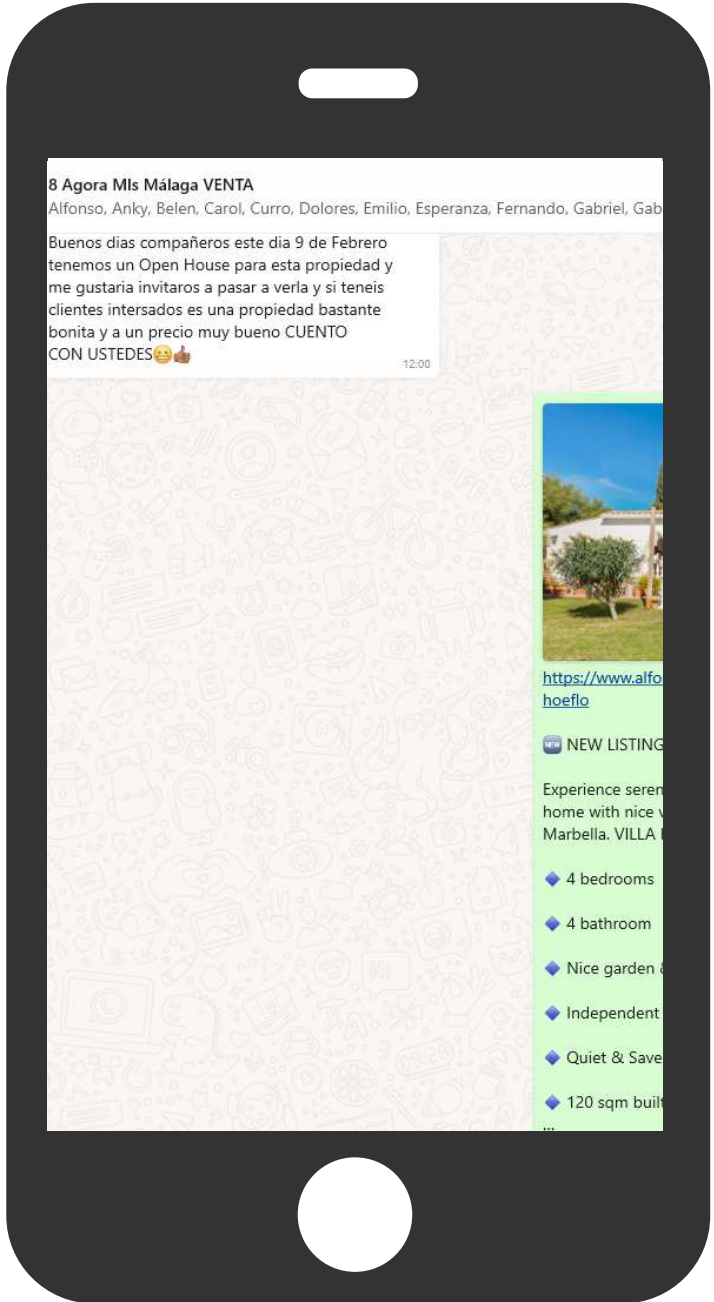 8 Agora Mls Málaga VENTA
Alfonso, Anky, Belen, Carol, Curro, Dolores, Emilio, Esperanza, Fernando, Gabriel, Gab
Buenos dias compañeros este dia 9 de Febrero
tenemos un Open House para esta propiedad y
me gustaria invitaros a pasar a verla y si teneis
clientes intersados es una propiedad bastante
bonita y a un precio muy bueno CUENTO
CON USTEDES😬👍🏽
12:00
https://www.alfo
hoeflo
🆕 NEW LISTING
Experience seren
home with nice
Marbella. VILLA
🔹 4 bedrooms
🔹 4 bathroom
🔹 Nice garden
🔹 Independent
🔹 Quiet & Save
🔹 120 sqm built
...